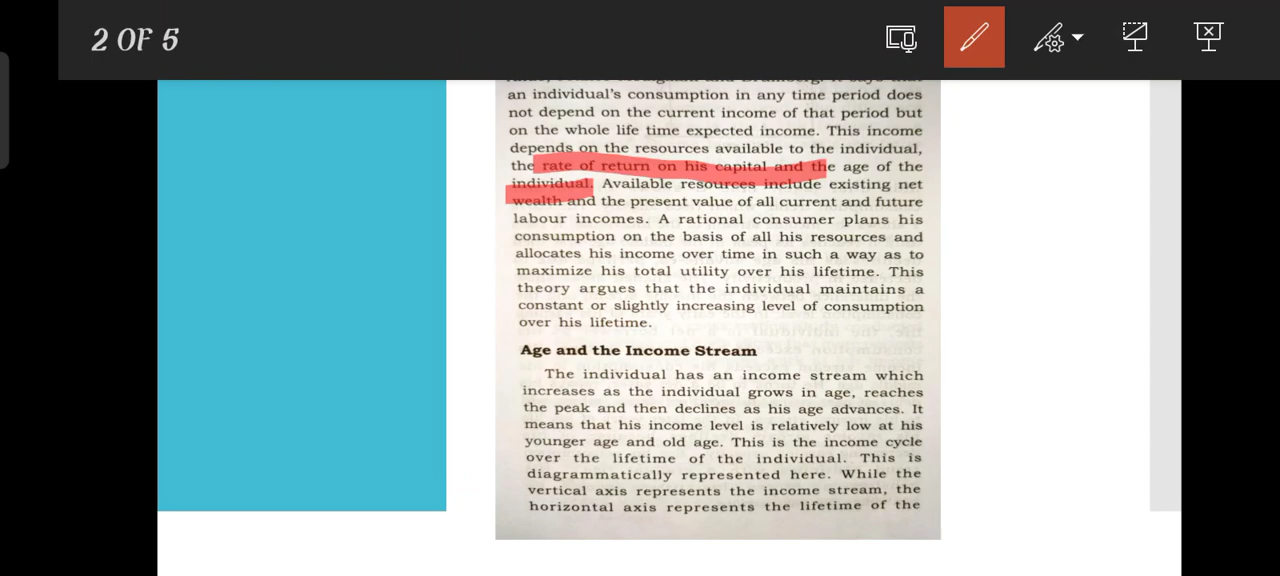 2 OF 5
an individual's consumption in any time period does
not depend on the current income of that period but
on the whole life time expected income. This income
depends on the resources available to the individual,
the rate of return on his capital and the age of the
individual. Available resources include existing net
wealth and the present value of all current and future
labour incomes. A rational consumer plans his
consumption on the basis of all his resources and
allocates his income over time in such a way as to
maximize his total utility over his lifetime. This
theory argues that the individual maintains a
constant or slightly increasing level of consumption
over his lifetime.
Age and the Income Stream
The individual has an income stream which
increases as the individual grows in age, reaches
the peak and then declines as his age advances. It
means that his income level is relatively low at his
younger age and old age. This is the income cycle
over the lifetime of the individual. This is
diagrammatically represented here. While the
vertical axis represents the income stream, the
horizontal axis represents the lifetime of the